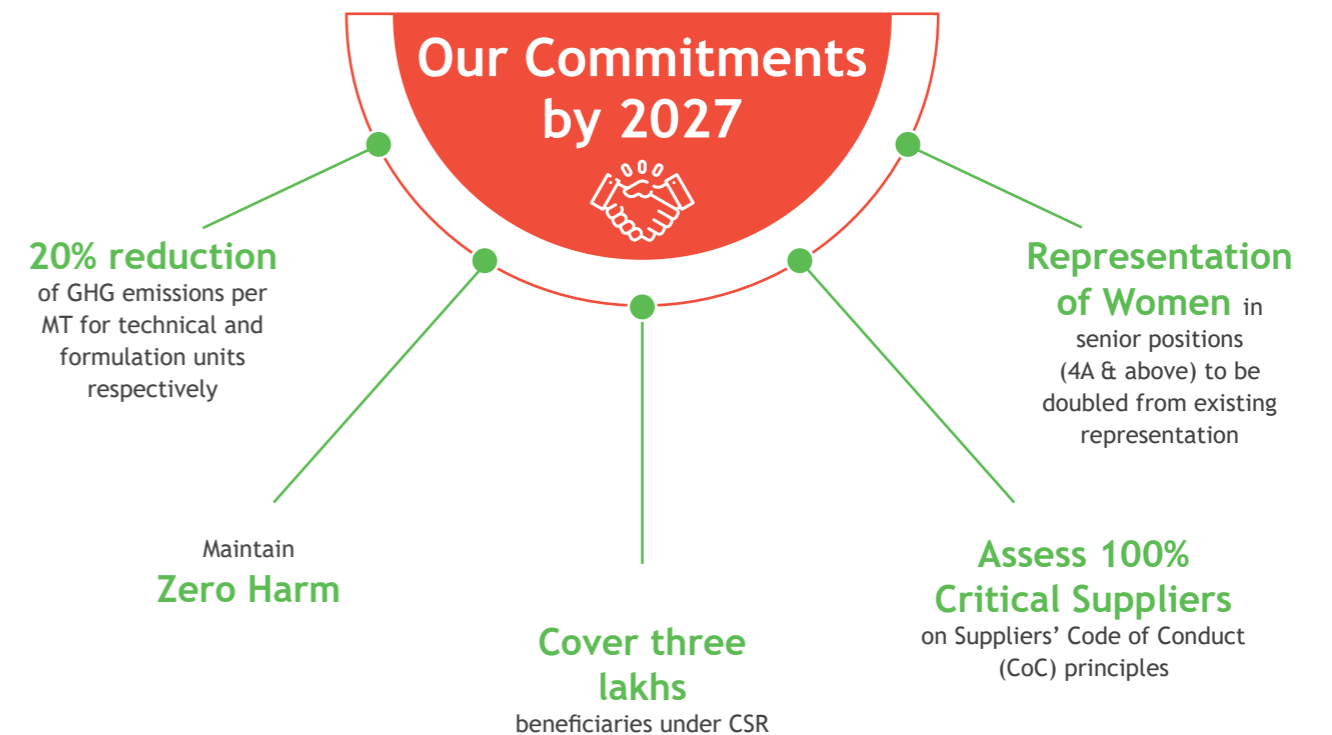 Our Commitments
by 2027
20% reduction
of GHG emissions per
MT for technical and
formulation units
respectively
Maintain
Zero Harm
Cover three
lakhs
beneficiaries under CSR
Assess 100%
Critical Suppliers
on Suppliers’ Code of Conduct
(CoC) principles
Representation
of Women in
senior positions
(4A & above) to be
doubled from existing
representation